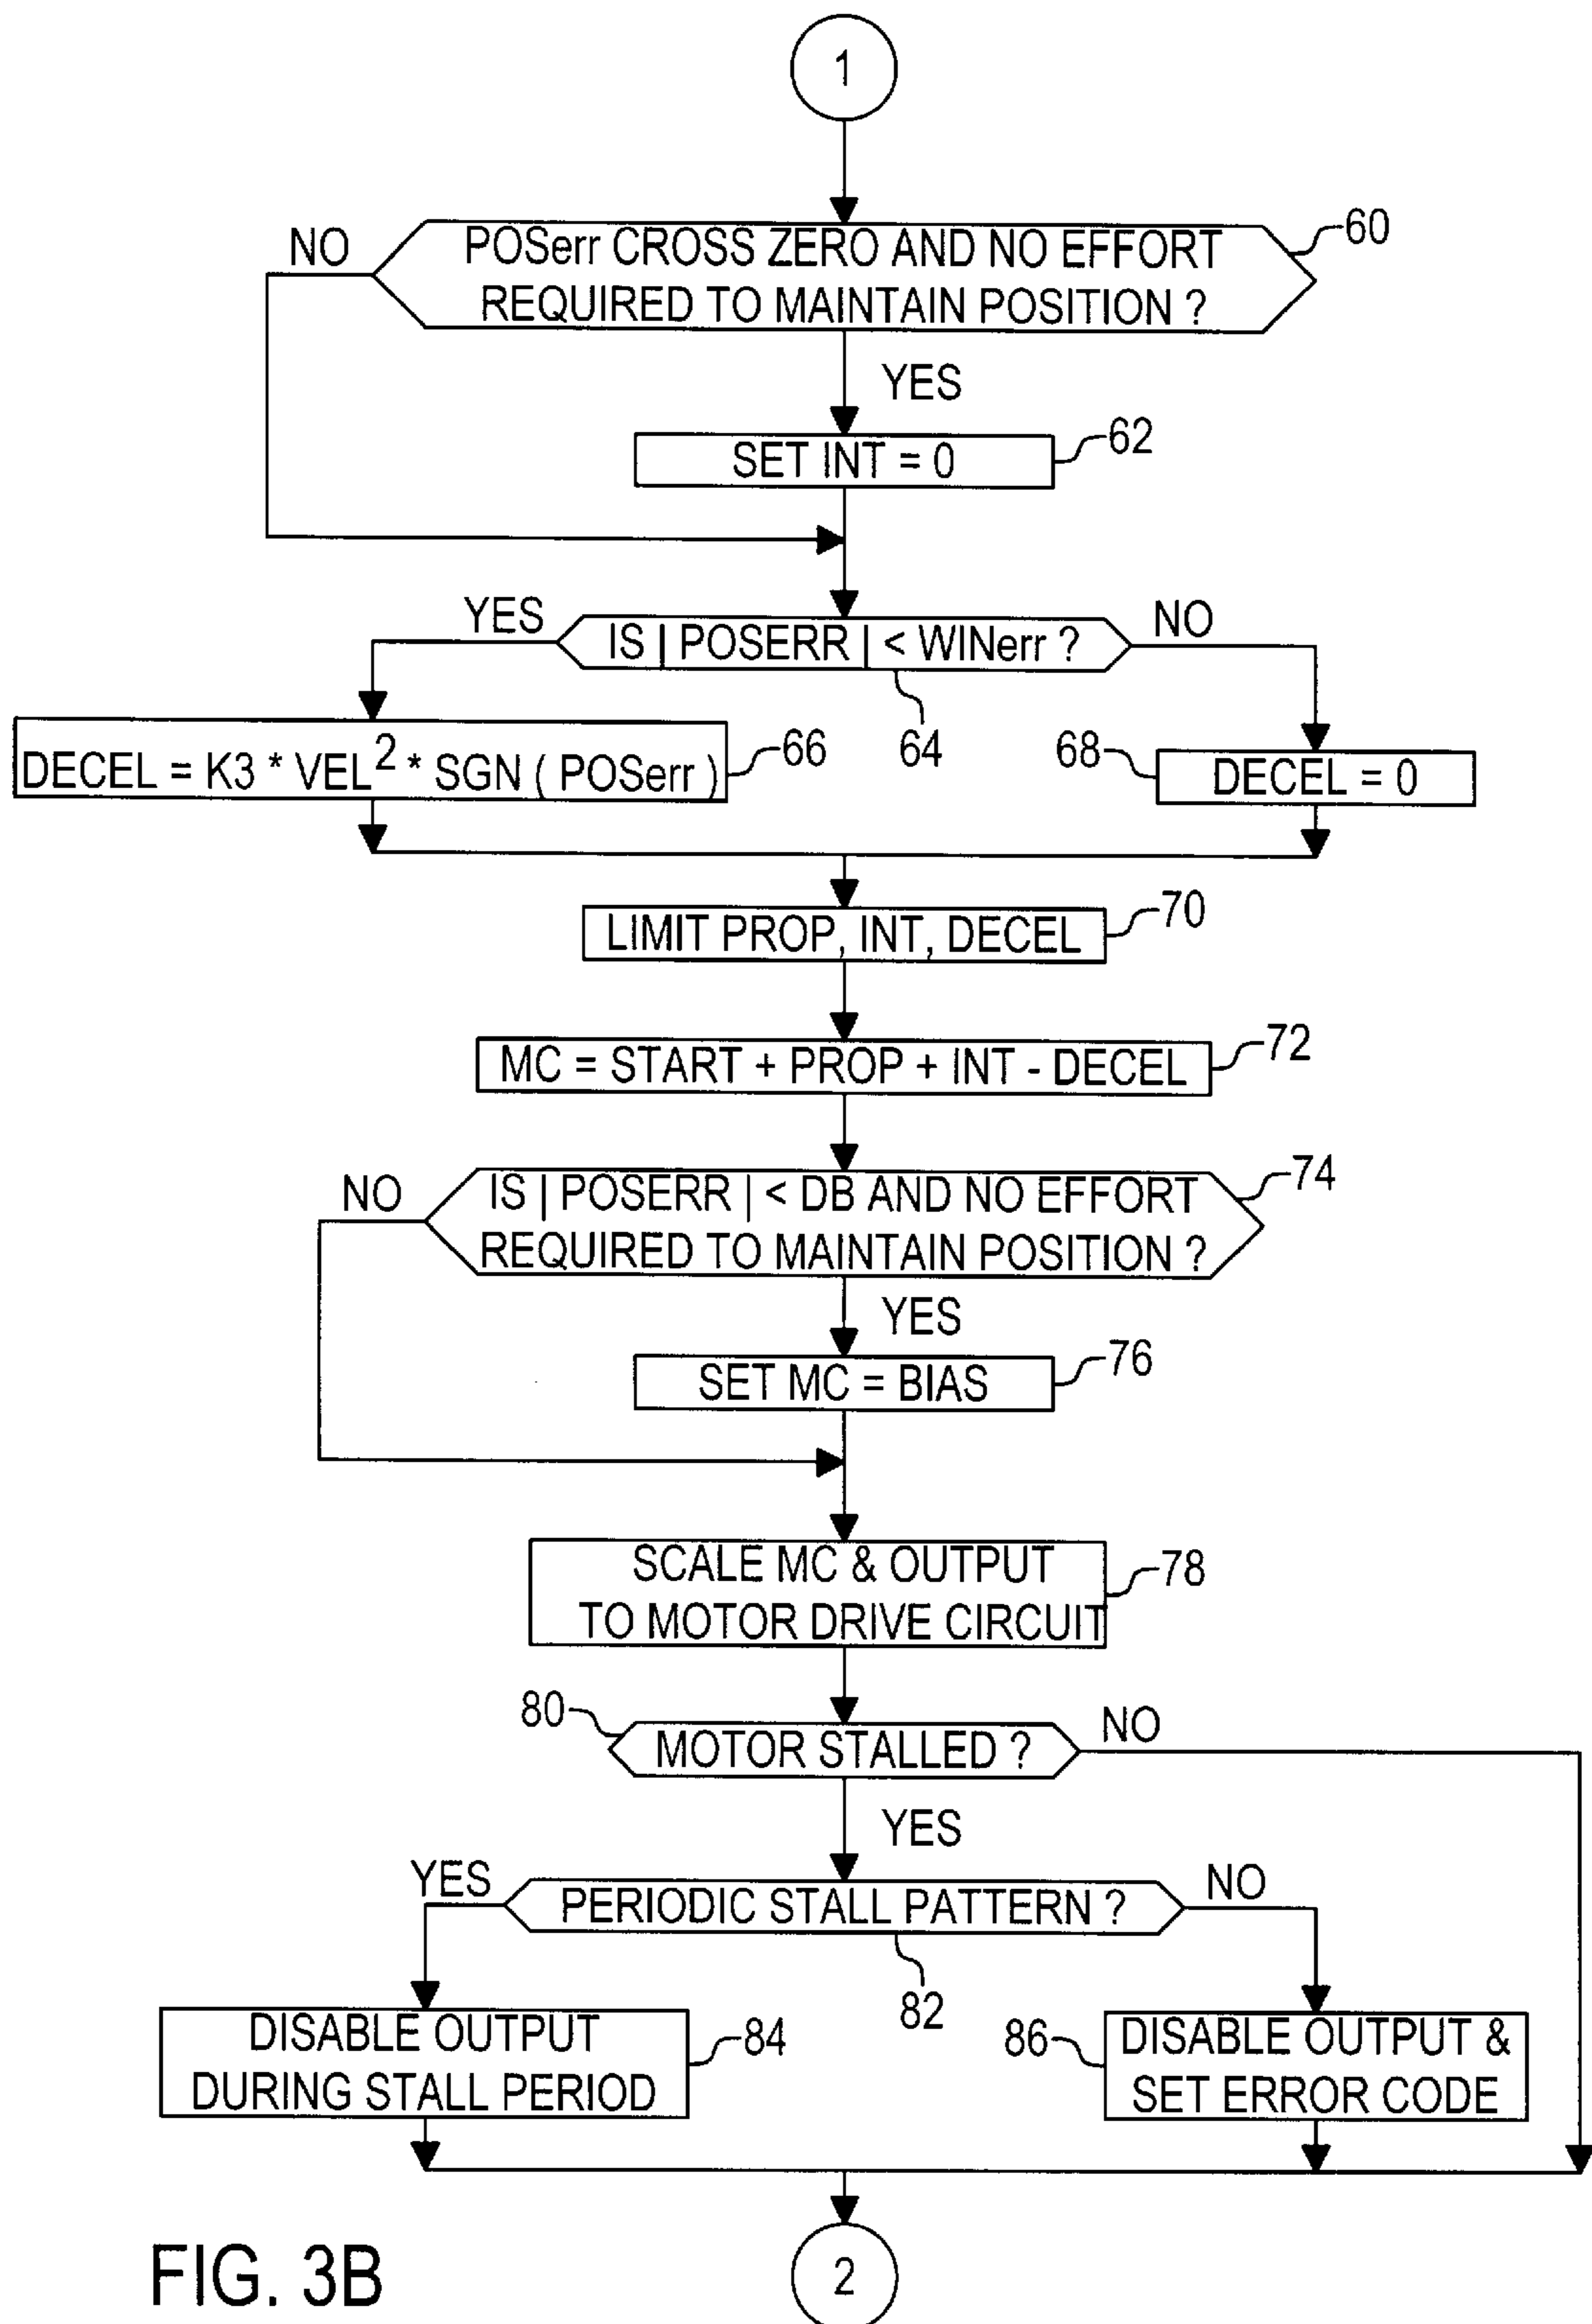 1
NO
POSerr CROSS ZERO AND NO EFFORT
REQUIRED TO MAINTAIN POSITION ?
60
YES
SET INT = 0
62
YES
IS | POSERR | < WINerr ?
NO
64
DECEL = K3 * VEL² * SGN ( POSerr )
66
68
DECEL = 0
LIMIT PROP, INT, DECEL
70
MC = START + PROP + INT - DECEL
72
NO
IS | POSERR | < DB AND NO EFFORT
REQUIRED TO MAINTAIN POSITION ?
74
YES
SET MC = BIAS
76
SCALE MC & OUTPUT
TO MOTOR DRIVE CIRCUIT
78
80
MOTOR STALLED ?
NO
YES
YES
PERIODIC STALL PATTERN ?
NO
82
DISABLE OUTPUT
DURING STALL PERIOD
84
86
DISABLE OUTPUT &
SET ERROR CODE
FIG. 3B
2